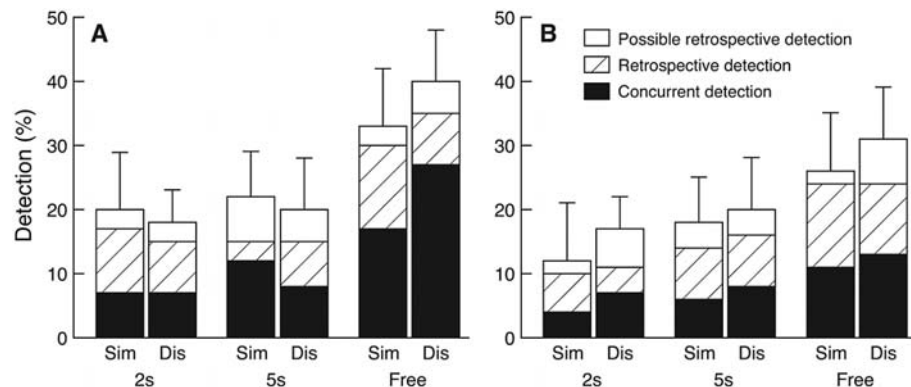 A
B
50
40
30
20
10
0
Detection (%)
Sim Dis Sim Dis Sim Dis
2s 5s Free
50
40
30
20
10
0
Possible retrospective detection
Retrospective detection
Concurrent detection
Sim Dis Sim Dis Sim Dis
2s 5s Free